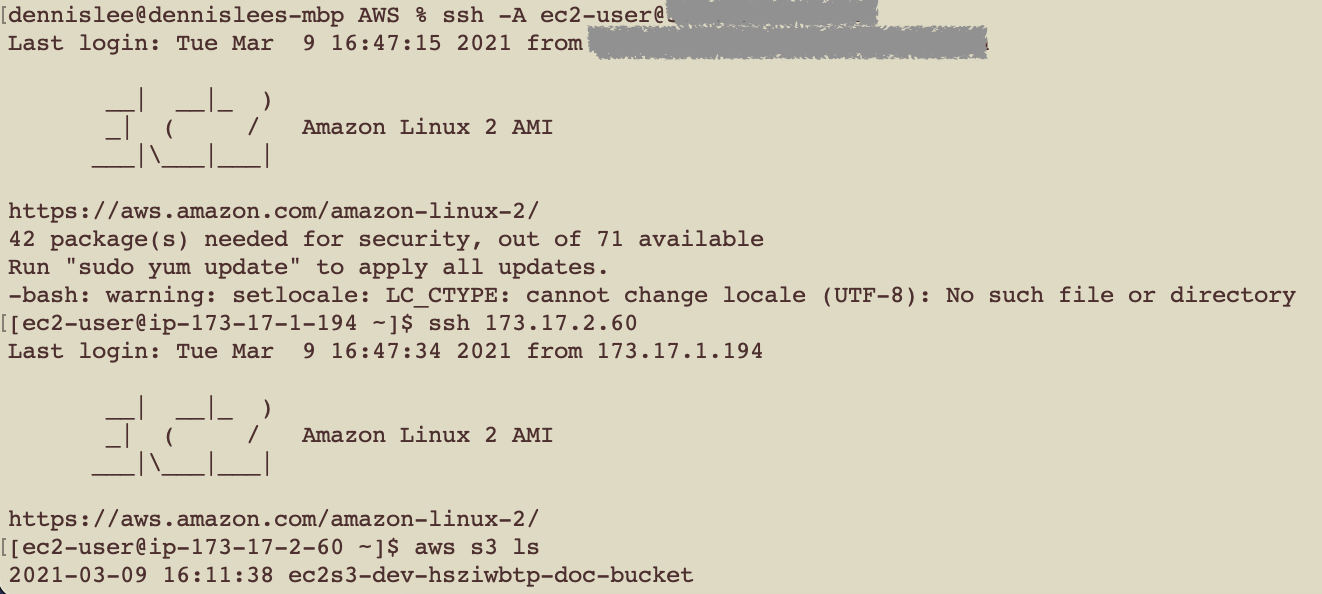 [dennislee@dennislees-mbp AWS % ssh -A ec2-user@
Last login: Tue Mar  9 16:47:15 2021 from

       __|  __|_  )
       _|  (     /   Amazon Linux 2 AMI
      ___|\___|___|

https://aws.amazon.com/amazon-linux-2/
42 package(s) needed for security, out of 71 available
Run "sudo yum update" to apply all updates.
-bash: warning: setlocale: LC_CTYPE: cannot change locale (UTF-8): No such file or directory
[[ec2-user@ip-173-17-1-194 ~]$ ssh 173.17.2.60
Last login: Tue Mar  9 16:47:34 2021 from 173.17.1.194

       __|  __|_  )
       _|  (     /   Amazon Linux 2 AMI
      ___|\___|___|

https://aws.amazon.com/amazon-linux-2/
[[ec2-user@ip-173-17-2-60 ~]$ aws s3 ls
2021-03-09 16:11:38 ec2s3-dev-hsziwbtp-doc-bucket